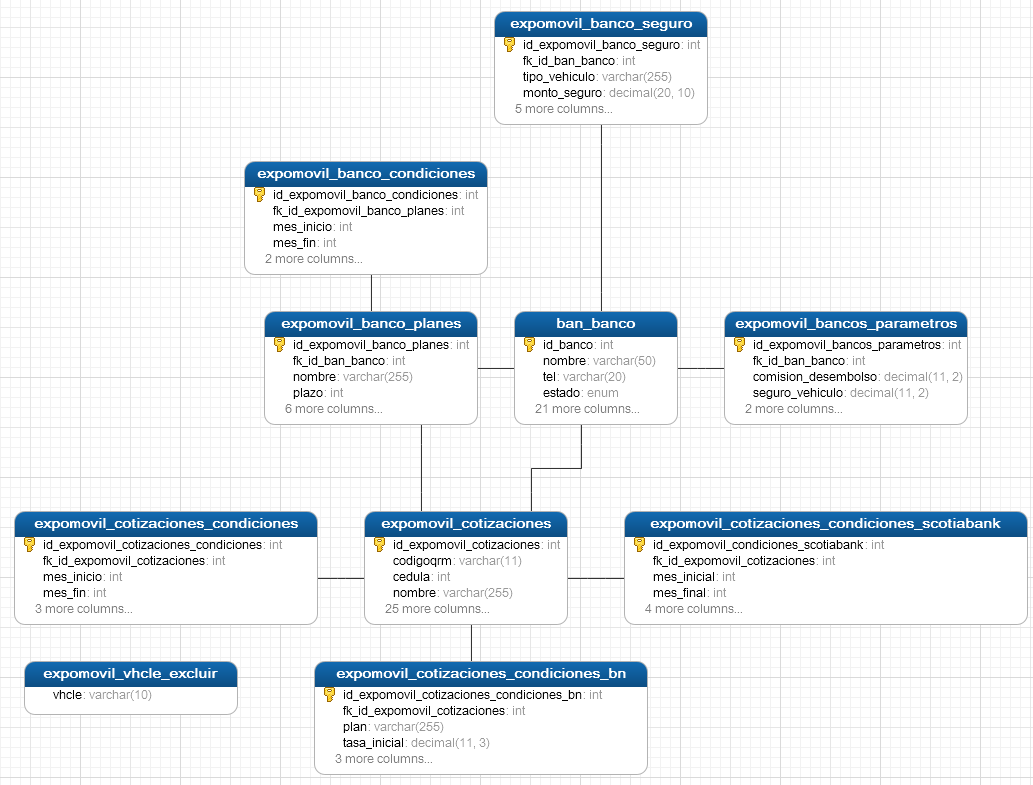 expomovil_banco_seguro
id_expomovil_banco_seguro: int
fk_id_ban_banco: int
tipo_vehiculo: varchar(255)
monto_seguro: decimal(20, 10)
5 more columns...
expomovil_banco_condiciones
id_expomovil_banco_condiciones: int
fk_id_expomovil_banco_planes: int
mes_inicio: int
mes_fin: int
2 more columns...
expomovil_banco_planes
id_expomovil_banco_planes: int
fk_id_ban_banco: int
nombre: varchar(255)
plazo: int
6 more columns...
ban_banco
id_banco: int
nombre: varchar(50)
tel: varchar(20)
estado: enum
21 more columns...
expomovil_bancos_parametros
id_expomovil_bancos_parametros: int
fk_id_ban_banco: int
comision_desembolso: decimal(11, 2)
seguro_vehiculo: decimal(11, 2)
2 more columns...
expomovil_cotizaciones_condiciones
id_expomovil_cotizaciones_condiciones: int
fk_id_expomovil_cotizaciones: int
mes_inicio: int
mes_fin: int
3 more columns...
expomovil_cotizaciones
id_expomovil_cotizaciones: int
codigoqrm: varchar(11)
cedula: int
nombre: varchar(255)
25 more columns...
expomovil_cotizaciones_condiciones_scotiabank
id_expomovil_condiciones_scotiabank: int
fk_id_expomovil_cotizaciones: int
mes_inicial: int
mes_final: int
4 more columns...
expomovil_vhcle_excluir
vhcle: varchar(10)
expomovil_cotizaciones_condiciones_bn
id_expomovil_cotizaciones_condiciones_bn: int
fk_id_expomovil_cotizaciones: int
plan: varchar(255)
tasa_inicial: decimal(11, 3)
3 more columns...